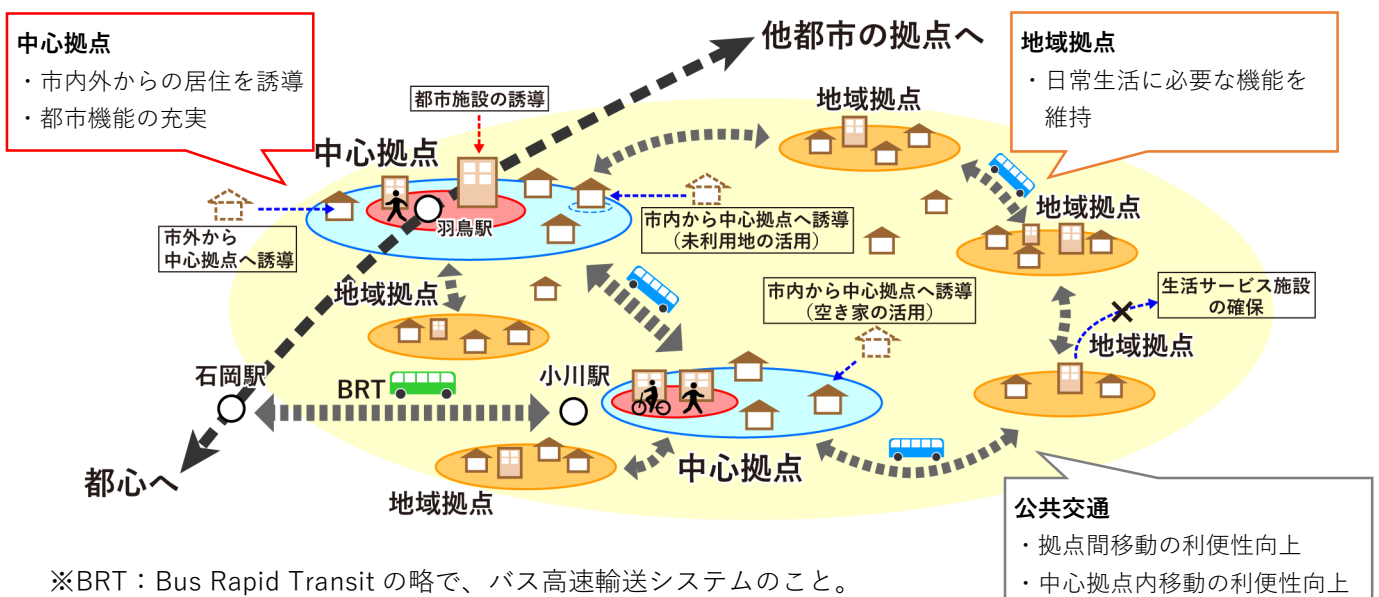 中心拠点
・市内外からの居住を誘導
・都市機能の充実
他都市の拠点へ
地域拠点
・日常生活に必要な機能を
維持
都市施設の誘導
中心拠点
羽鳥駅
市外から
中心拠点へ誘導
市内から中心拠点へ誘導
（未利用地の活用）
地域拠点
地域拠点
地域拠点
市内から中心拠点へ誘導
（空き家の活用）
生活サービス施設
の確保
地域拠点
石岡駅
BRT
小川駅
中心拠点
都心へ
地域拠点
公共交通
・拠点間移動の利便性向上
・中心拠点内移動の利便性向上
※BRT：Bus Rapid Transit の略で、バス高速輸送システムのこと。